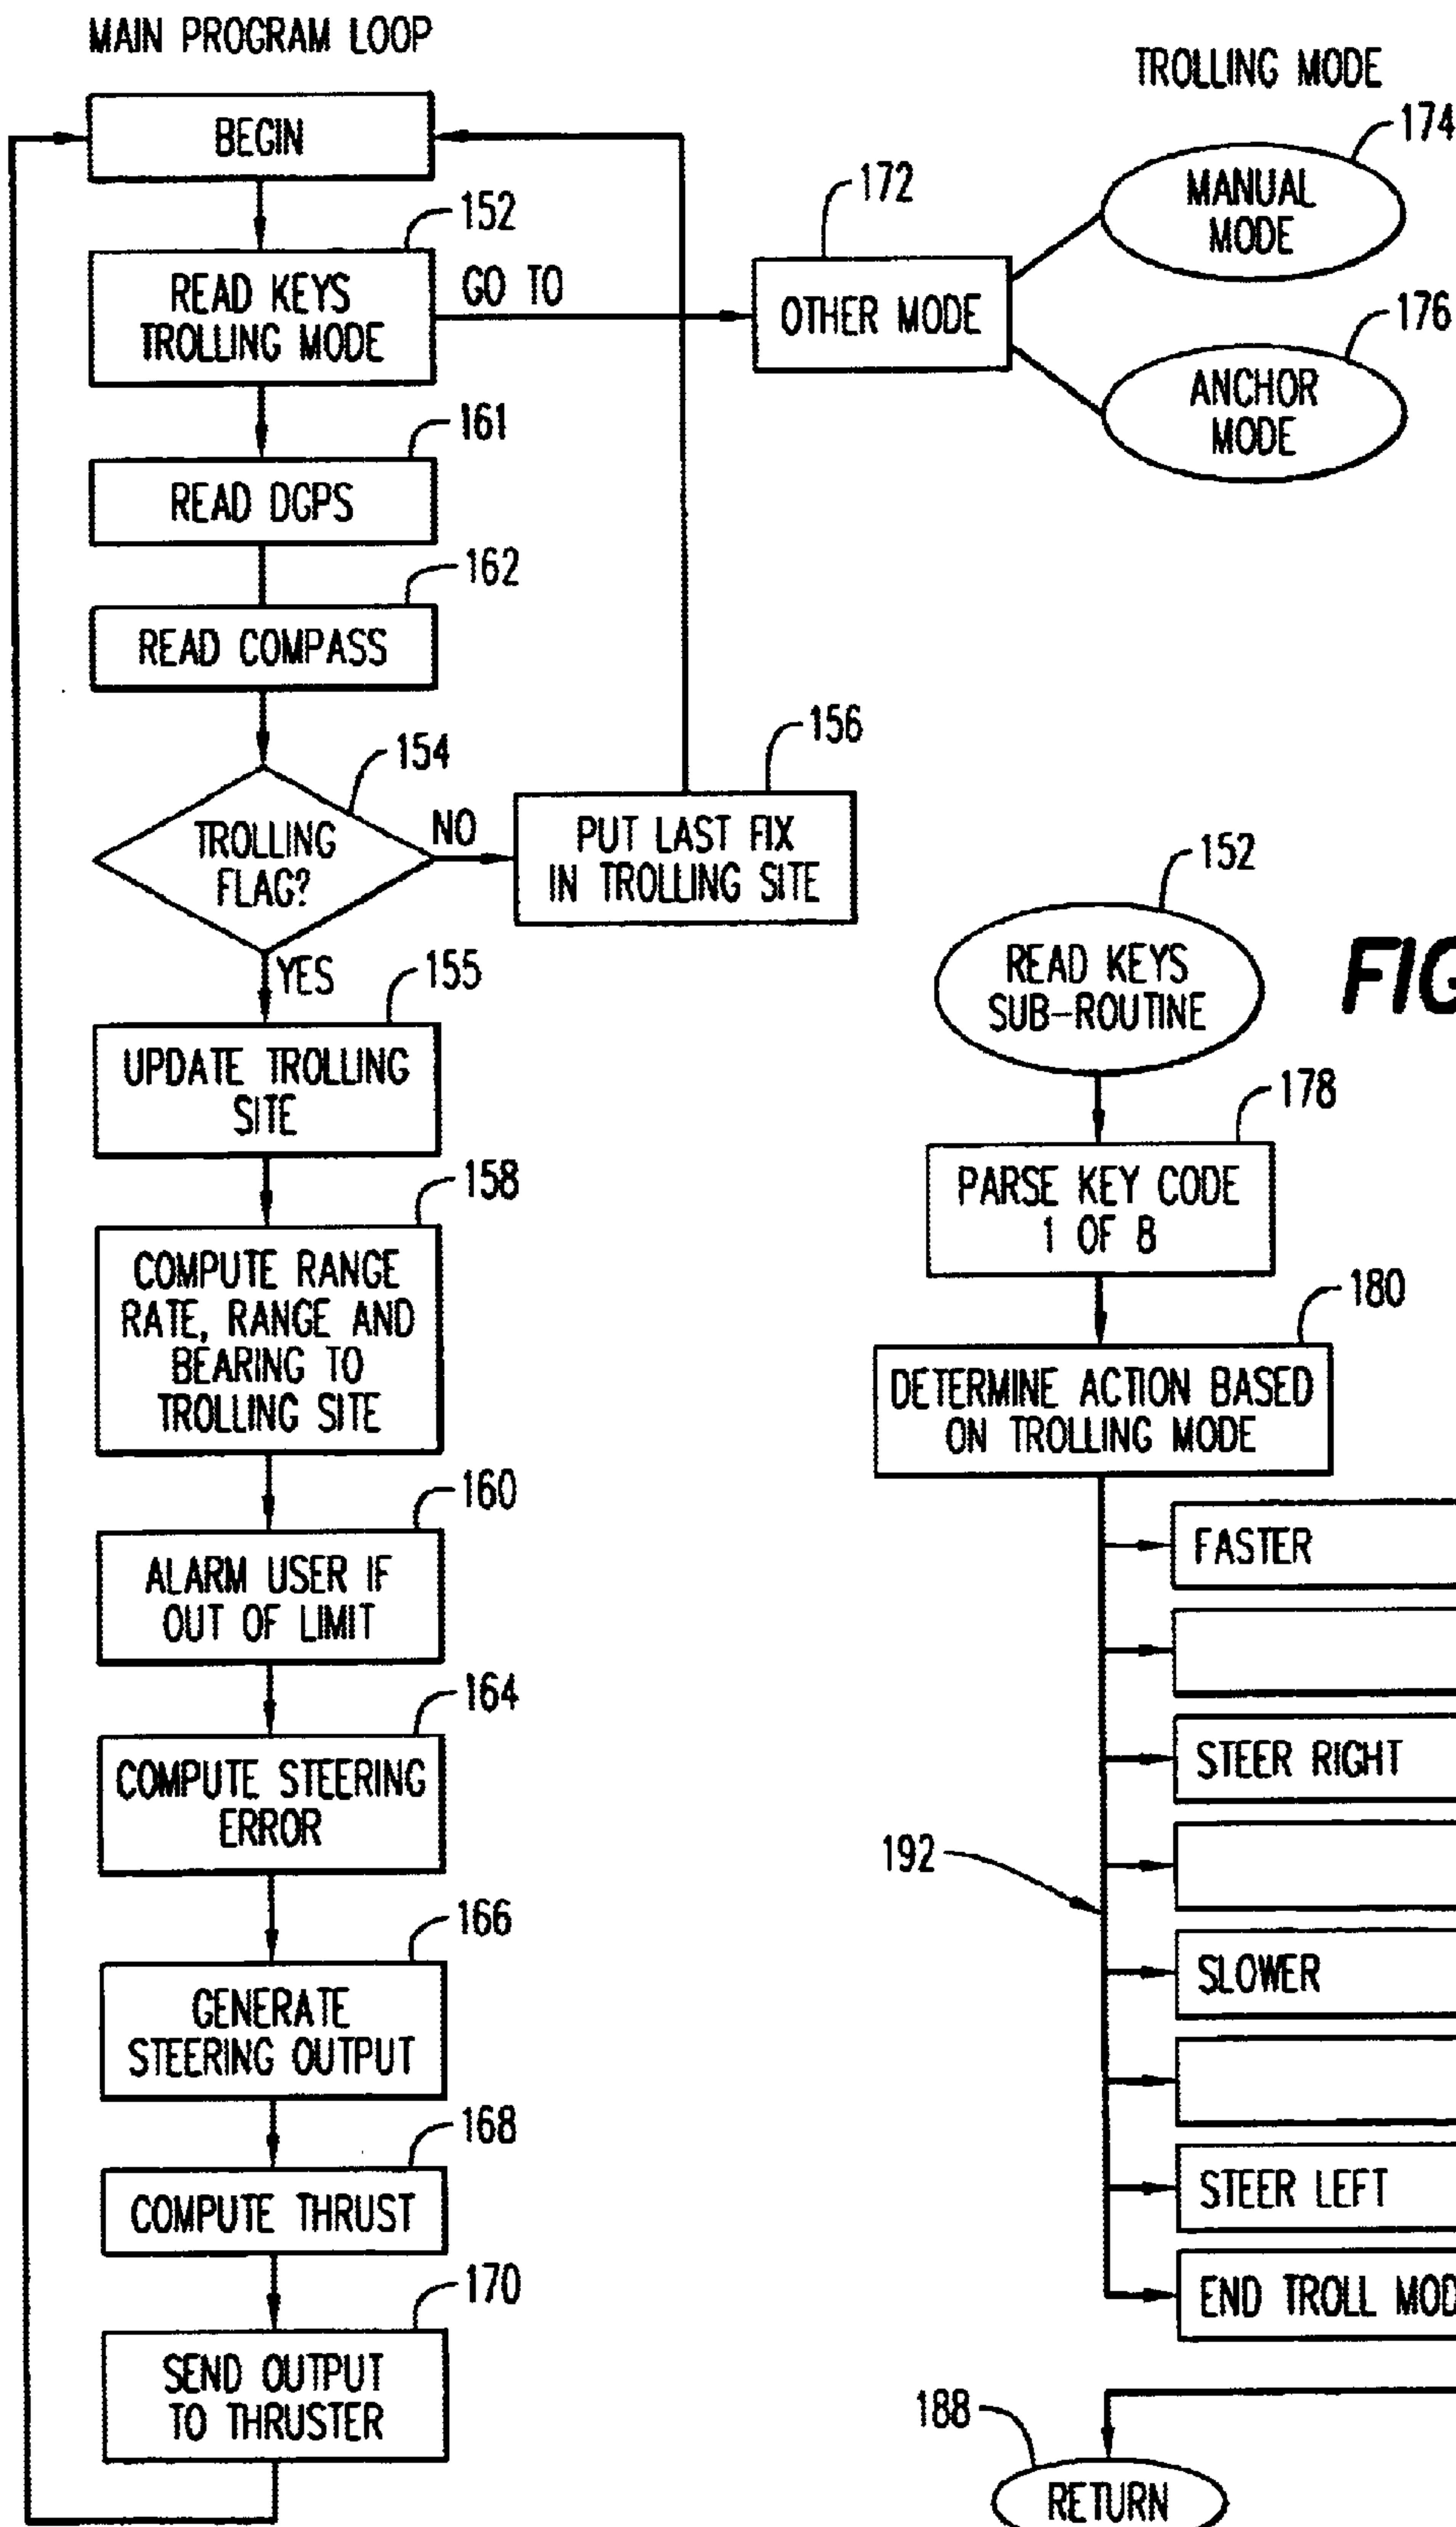 MAIN PROGRAM LOOP
BEGIN
152
READ KEYS
TROLLING MODE
GO TO
161
READ DGPS
162
READ COMPASS
154
TROLLING
FLAG?
NO
156
PUT LAST FIX
IN TROLLING SITE
YES
155
UPDATE TROLLING
SITE
158
COMPUTE RANGE
RATE, RANGE AND
BEARING TO
TROLLING SITE
160
ALARM USER IF
OUT OF LIMIT
164
COMPUTE STEERING
ERROR
166
GENERATE
STEERING OUTPUT
168
COMPUTE THRUST
170
SEND OUTPUT
TO THRUSTER
TROLLING MODE
172
OTHER MODE
174
MANUAL
MODE
176
ANCHOR
MODE
152
READ KEYS
SUB-ROUTINE
FIG
178
PARSE KEY CODE
1 OF 8
180
DETERMINE ACTION BASED
ON TROLLING MODE
192
FASTER
STEER RIGHT
SLOWER
STEER LEFT
END TROLL MOD
188
RETURN